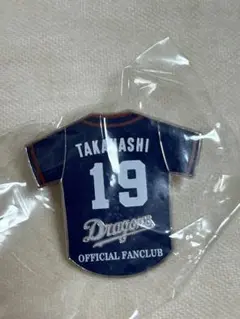 TAKAHASHI
19
Dragons
OFFICIAL FANCLUB